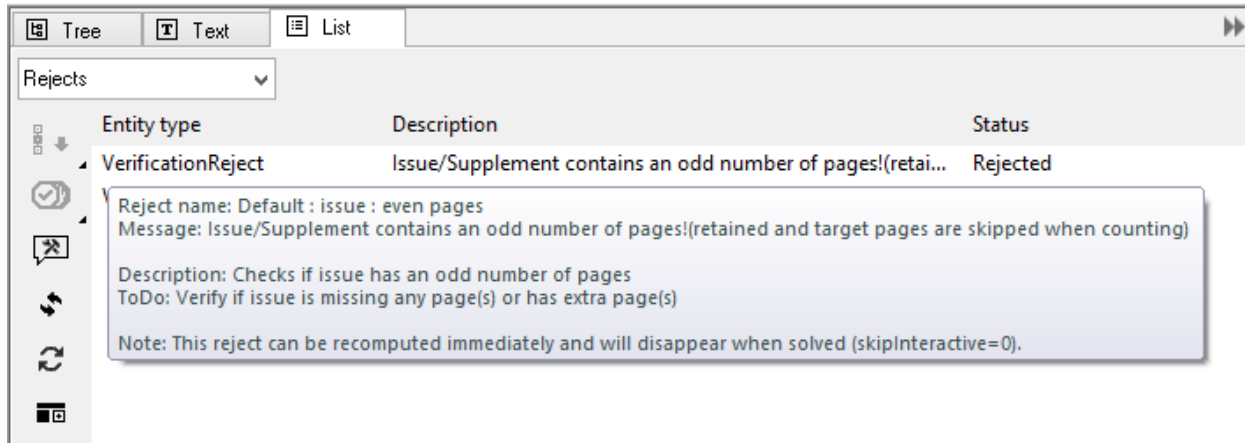 Tree
Text
List
Rejects
Entity type Description Status
VerificationReject Issue/Supplement contains an odd number of pages!(retai... Rejected
Reject name: Default : issue : even pages
Message: Issue/Supplement contains an odd number of pages!(retained and target pages are skipped when counting)
Description: Checks if issue has an odd number of pages
ToDo: Verify if issue is missing any page(s) or has extra page(s)
Note: This reject can be recomputed immediately and will disappear when solved (skipInteractive=0).